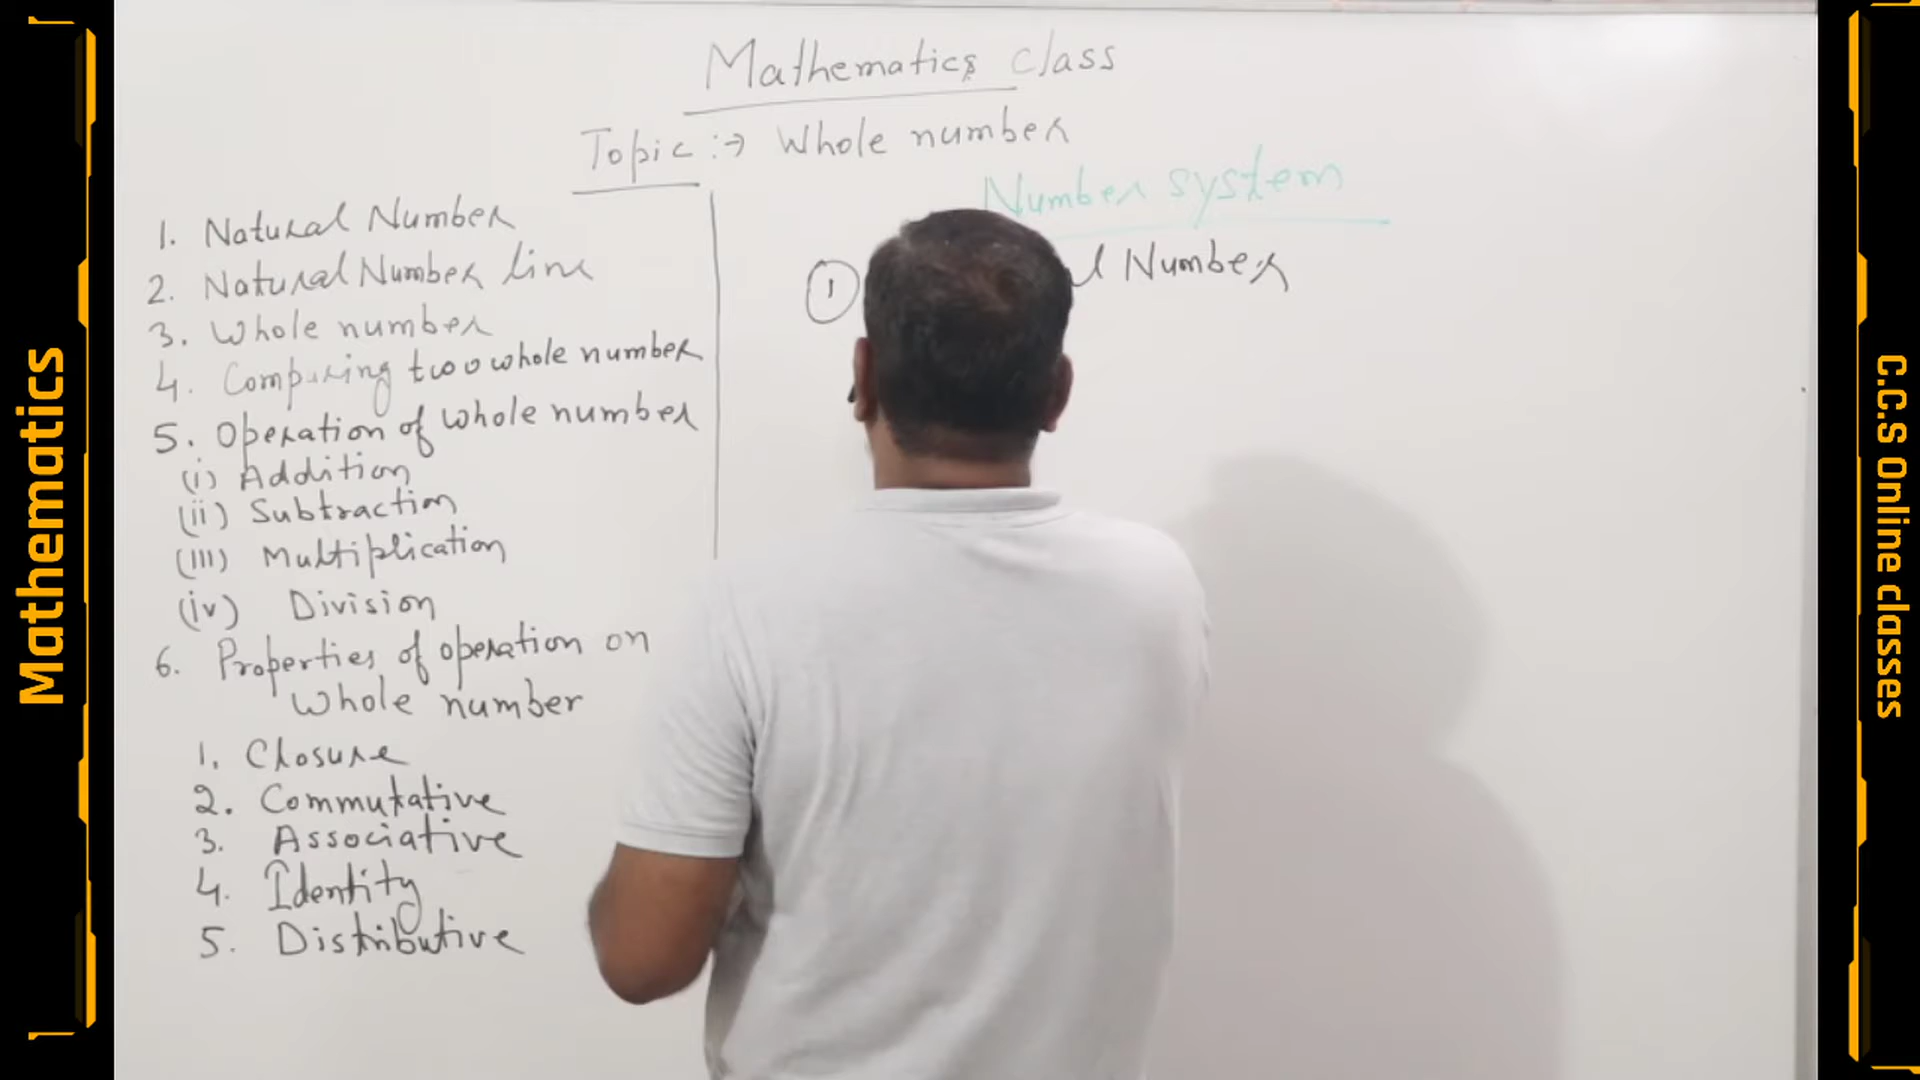 Mathematics
Mathematics class
Topic :→ Whole number
1. Natural Number
2. Natural Number line
3. Whole number
4. Comparing two whole number
5. Operation of whole number
(i) Addition
(ii) Subtraction
(iii) Multiplication
(iv) Division
6. Properties of operation on
Whole number
1. Closure
2. Commutative
3. Associative
4. Identity
5. Distributive
Number system
① l Number
C.C.S Online classes